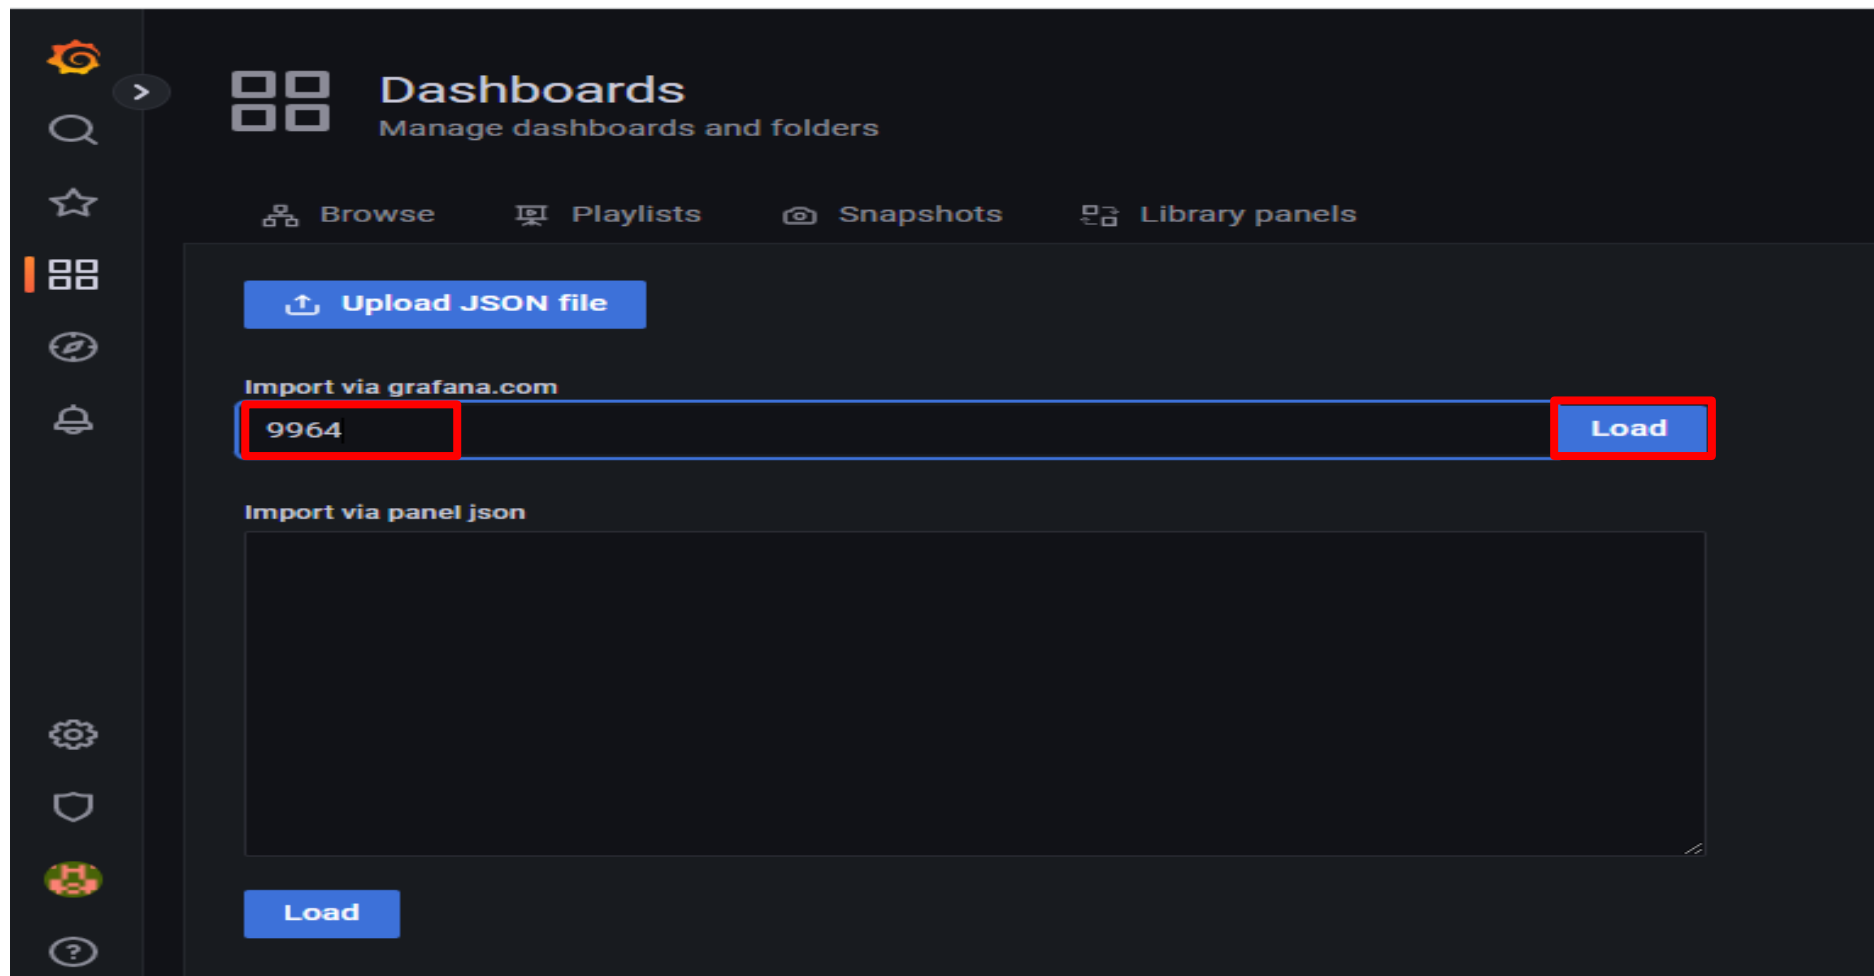 Dashboards
Manage dashboards and folders
Browse Playlists Snapshots Library panels
Upload JSON file
Import via grafana.com
9964 Load
Import via panel json
Load